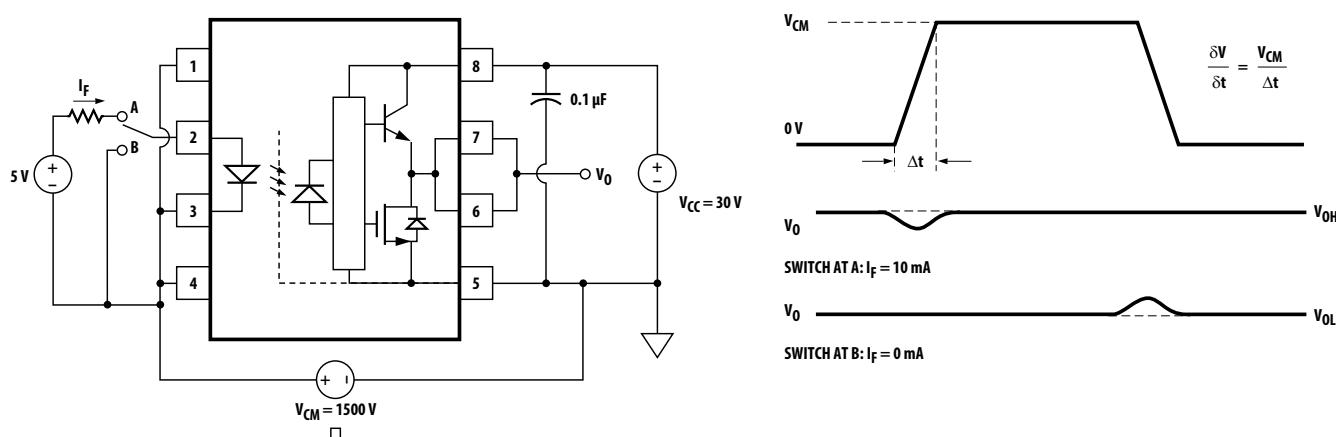 1
8
I_F
A
0.1 µF
2
7
B
5 V
+
−
V_O
+
−
V_CC = 30 V
3
6
4
5
+
−
V_CM = 1500 V
V_CM
δV
δt
=
V_CM
Δt
0 V
Δt
V_O
V_OH
SWITCH AT A: I_F = 10 mA
V_O
V_OL
SWITCH AT B: I_F = 0 mA